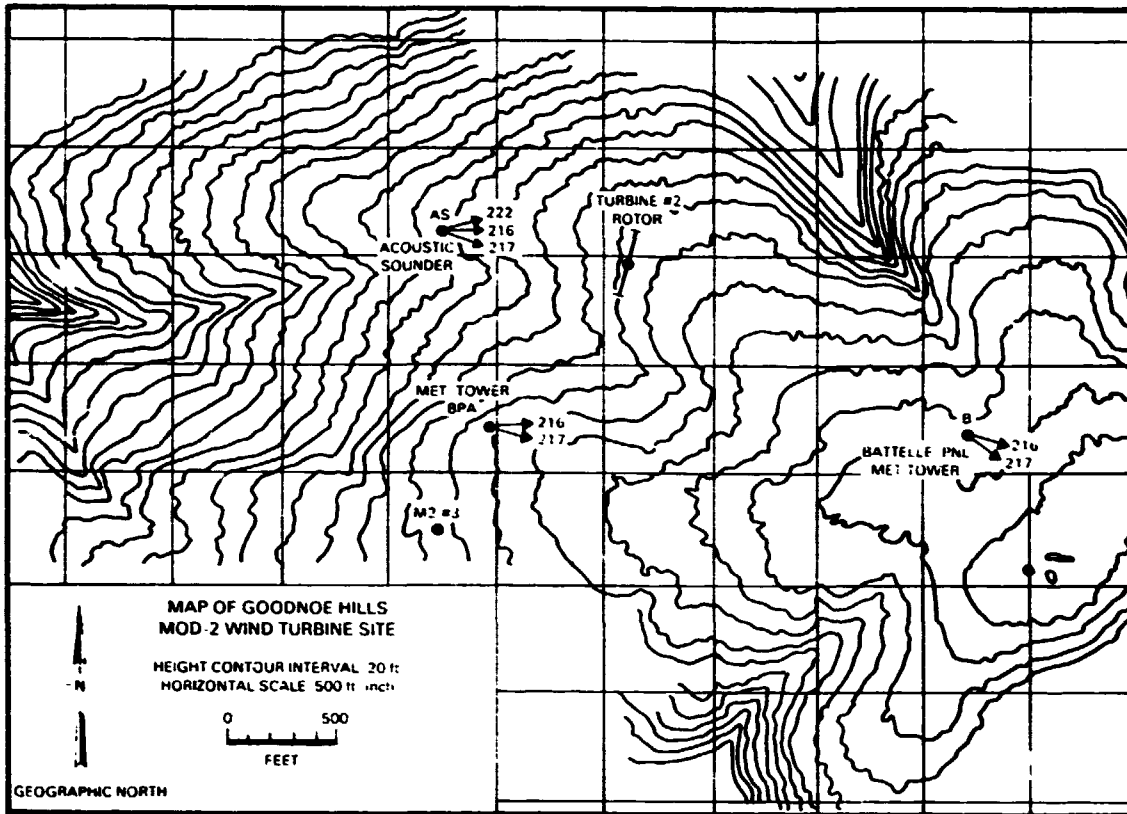 AS
222
216
217
ACOUSTIC
SOUNDER
TURBINE #2
ROTOR
MET TOWER
BPA
216
217
B
216
217
BATTELLE PNL
MET TOWER
M2 #3
MAP OF GOODNOE HILLS
MOD-2 WIND TURBINE SITE
HEIGHT CONTOUR INTERVAL 20 ft
HORIZONTAL SCALE 500 ft inch
N
0 500
FEET
GEOGRAPHIC NORTH